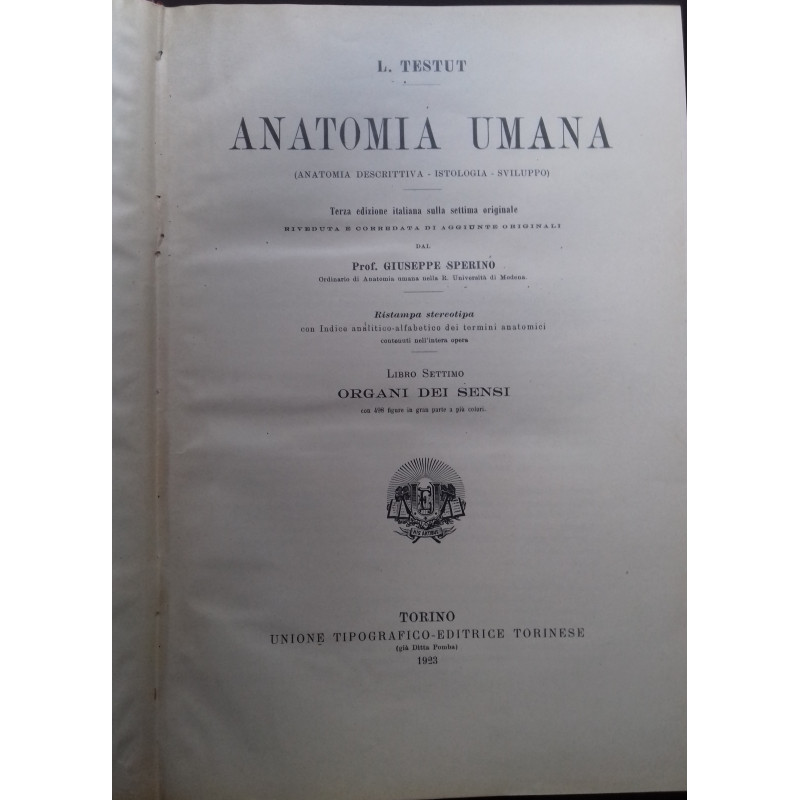 L. TESTUT
ANATOMIA UMANA
(ANATOMIA DESCRITTIVA - ISTOLOGIA - SVILUPPO)
Terza edizione italiana sulla settima originale
RIVEDUTA E CORREDATA DI AGGIUNTE ORIGINALI
DAL
Prof. GIUSEPPE SPERINO
Ordinario di Anatomia umana nella R. Università di Modena.
Ristampa stereotipa
con Indice analitico-alfabetico dei termini anatomici
contenuti nell'intera opera
LIBRO SETTIMO
ORGANI DEI SENSI
con 498 figure in gran parte a più colori.
TORINO
UNIONE TIPOGRAFICO-EDITRICE TORINESE
(già Ditta Pomba)
1923